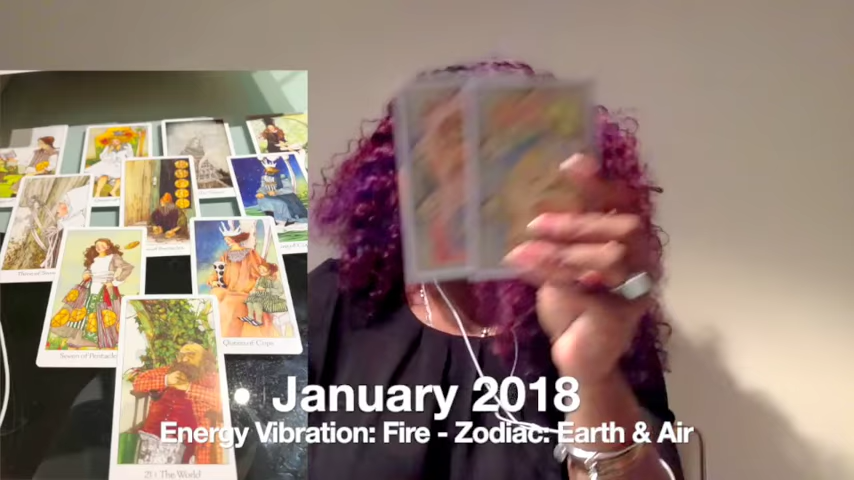 Seven of Pentacles
Queen of Cups
January 2018
Energy Vibration: Fire - Zodiac: Earth & Air
21 | The World